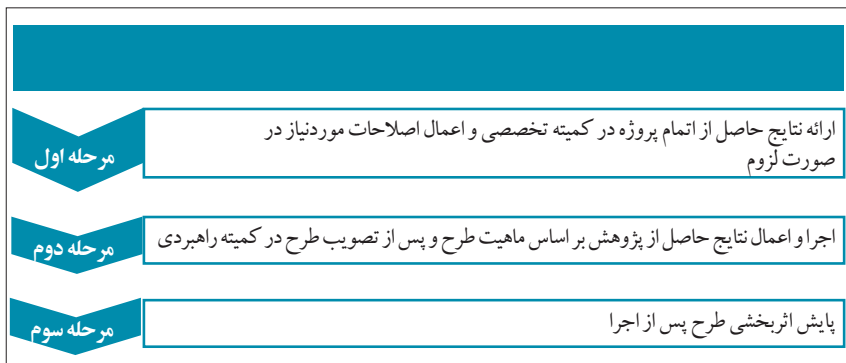 ارائه نتایج حاصل از اتمام پروژه در کمیته تخصصی و اعمال اصلاحات موردنیاز در
صورت لزوم
مرحله اول
اجرا و اعمال نتایج حاصل از پژوهش بر اساس ماهیت طرح و پس از تصویب طرح در کمیته راهبردی
مرحله دوم
پایش اثربخشی طرح پس از اجرا
مرحله سوم